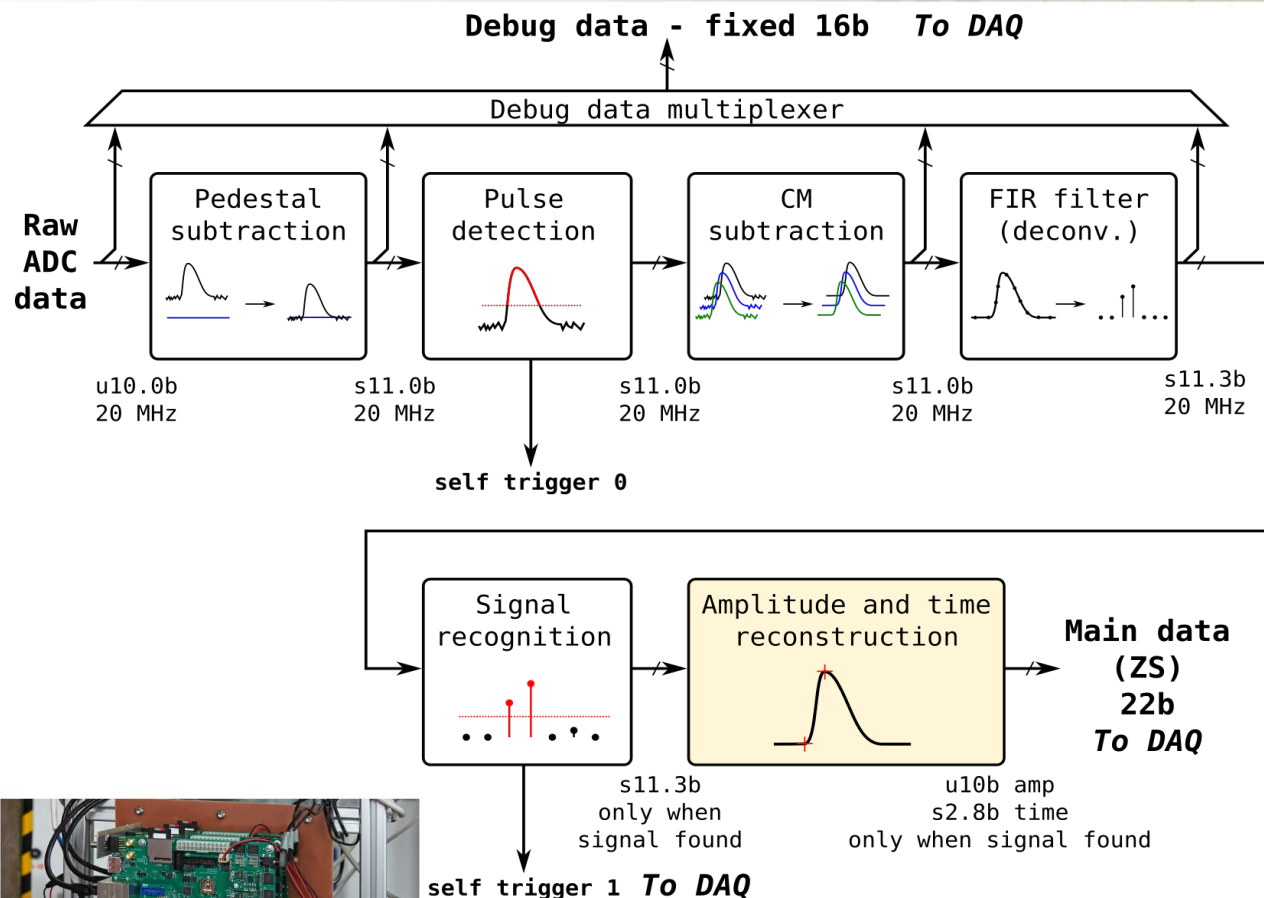 Debug data - fixed 16b To DAQ
Debug data multiplexer
Raw
ADC
data
Pedestal
subtraction
Pulse
detection
CM
subtraction
FIR filter
(deconv.)
u10.0b
20 MHz
s11.0b
20 MHz
s11.0b
20 MHz
s11.0b
20 MHz
s11.3b
20 MHz
self trigger 0
Signal
recognition
Amplitude and time
reconstruction
Main data
(ZS)
22b
To DAQ
s11.3b
only when
signal found
u10b amp
s2.8b time
only when signal found
self trigger 1 To DAQ